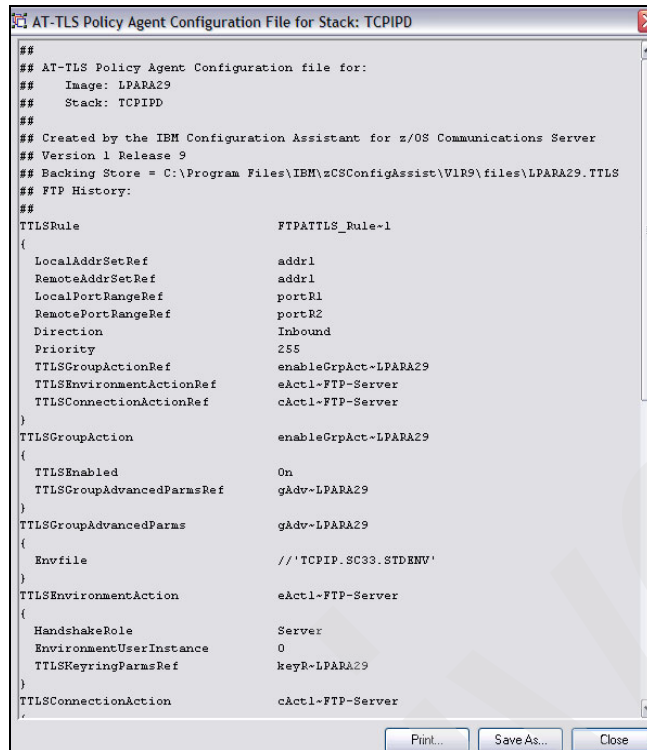 AT-TLS Policy Agent Configuration File for Stack: TCPIPD
##
## AT-TLS Policy Agent Configuration file for:
##    Image: LPARA29
##    Stack: TCPIPD
##
## Created by the IBM Configuration Assistant for z/OS Communications Server
## Version 1 Release 9
## Backing Store = C:\Program Files\IBM\zCSConfigAssist\V1R9\files\LPARA29.TTLS
## FTP History:
##
TTLSRule                          FTPATTLS_Rule~1
{
  LocalAddrSetRef                 addr1
  RemoteAddrSetRef                addr1
  LocalPortRangeRef               portR1
  RemotePortRangeRef              portR2
  Direction                       Inbound
  Priority                        255
  TTLSGroupActionRef              enableGrpAct~LPARA29
  TTLSEnvironmentActionRef        eAct1~FTP-Server
  TTLSConnectionActionRef         cAct1~FTP-Server
}
TTLSGroupAction                   enableGrpAct~LPARA29
{
  TTLSEnabled                     On
  TTLSGroupAdvancedParmsRef       gAdv~LPARA29
}
TTLSGroupAdvancedParms            gAdv~LPARA29
{
  Envfile                         //'TCPIP.SC33.STDENV'
}
TTLSEnvironmentAction             eAct1~FTP-Server
{
  HandshakeRole                   Server
  EnvironmentUserInstance         0
  TTLSKeyringParmsRef             keyR~LPARA29
}
TTLSConnectionAction              cAct1~FTP-Server
{
Print... Save As... Close